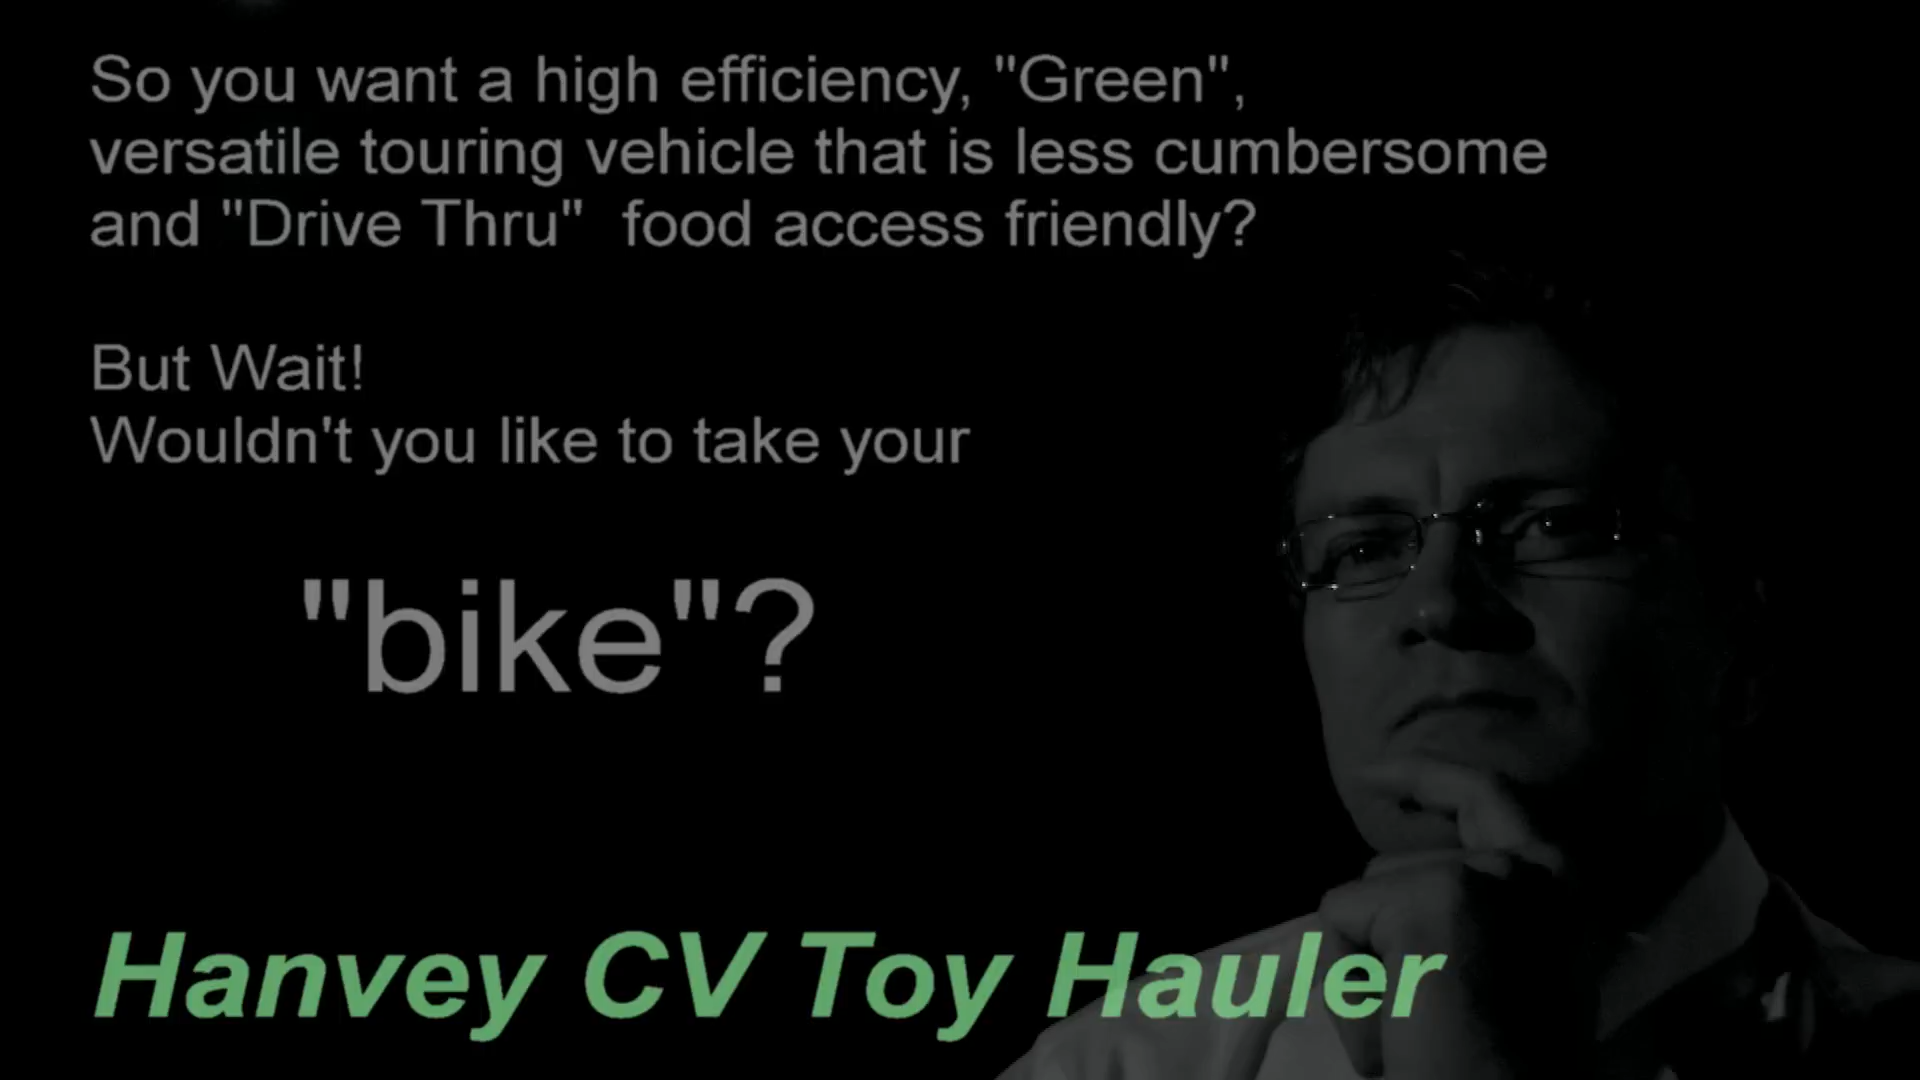 So you want a high efficiency, "Green",
versatile touring vehicle that is less cumbersome
and "Drive Thru"  food access friendly?
But Wait!
Wouldn't you like to take your
"bike"?
Hanvey CV Toy Hauler